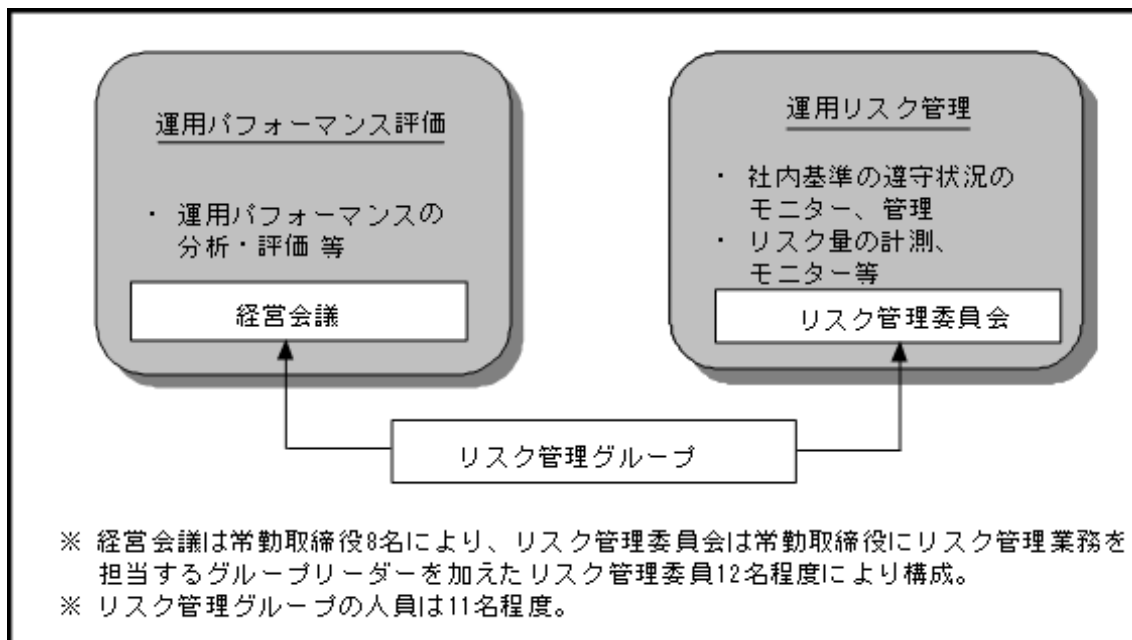 運用パフォーマンス評価
・ 運用パフォーマンスの
分析・評価 等
経営会議
運用リスク管理
・ 社内基準の遵守状況の
モニター、管理
・ リスク量の計測、
モニター等
リスク管理委員会
リスク管理グループ
※ 経営会議は常勤取締役8名により、リスク管理委員会は常勤取締役にリスク管理業務を
担当するグループリーダーを加えたリスク管理委員12名程度により構成。
※ リスク管理グループの人員は11名程度。